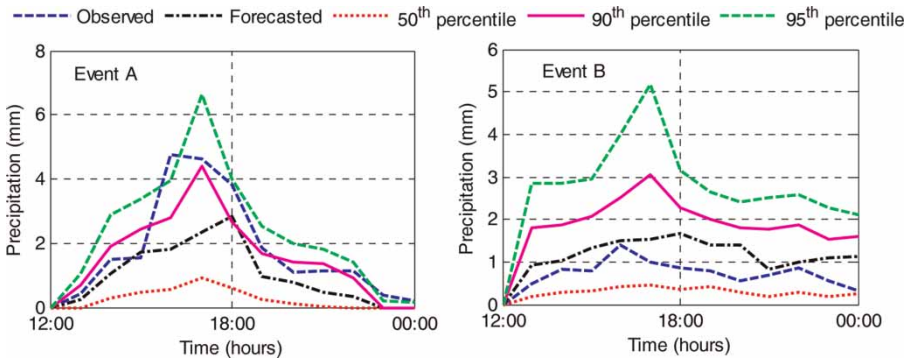 Observed Forecasted 50th percentile 90th percentile 95th percentile
Event A
Precipitation (mm)
8
6
4
2
0
12:00 18:00 00:00
Time (hours)
Event B
Precipitation (mm)
6
5
4
3
2
1
0
12:00 18:00 00:00
Time (hours)